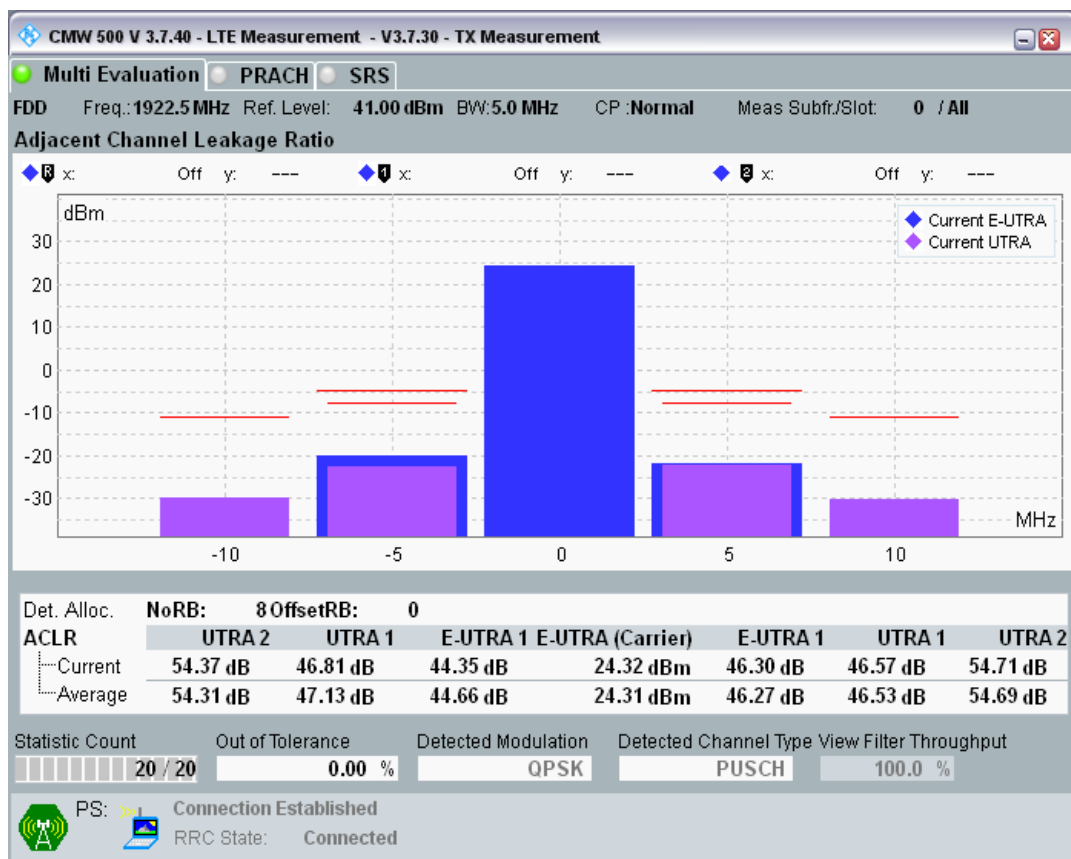 CMW 500 V 3.7.40 - LTE Measurement - V3.7.30 - TX Measurement
Multi Evaluation PRACH SRS
FDD Freq.: 1922.5 MHz Ref. Level: 41.00 dBm BW: 5.0 MHz CP : Normal Meas Subfr./Slot: 0 / All
Adjacent Channel Leakage Ratio
R x: Off y: --- 1 x: Off y: --- 2 x: Off y: ---
dBm
Current E-UTRA
Current UTRA
30
20
10
0
-10
-20
-30
MHz
-10 -5 0 5 10
Det. Alloc. NoRB: 8 OffsetRB: 0
ACLR UTRA 2 UTRA 1 E-UTRA 1 E-UTRA (Carrier) E-UTRA 1 UTRA 1 UTRA 2
Current 54.37 dB 46.81 dB 44.35 dB 24.32 dBm 46.30 dB 46.57 dB 54.71 dB
Average 54.31 dB 47.13 dB 44.66 dB 24.31 dBm 46.27 dB 46.53 dB 54.69 dB
Statistic Count Out of Tolerance Detected Modulation Detected Channel Type View Filter Throughput
20 / 20 0.00 % QPSK PUSCH 100.0 %
PS: Connection Established
RRC State: Connected